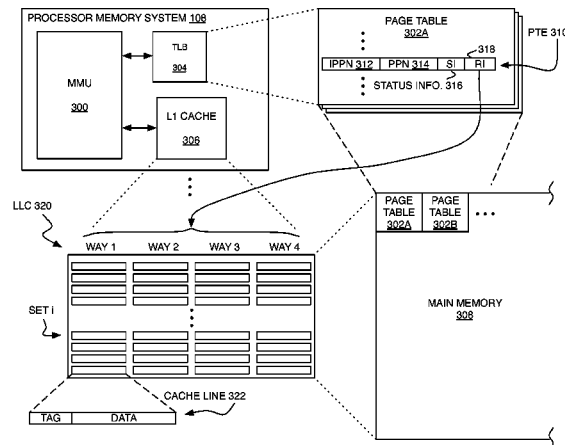 PROCESSOR MEMORY SYSTEM 108
MMU
300
TLB
304
L1 CACHE
306
PAGE TABLE
302A
318
PTE 310
IPPN 312 PPN 314 SI RI
STATUS INFO. 316
LLC 320
WAY 1 WAY 2 WAY 3 WAY 4
SET i
CACHE LINE 322
TAG DATA
PAGE TABLE 302A
PAGE TABLE 302B
MAIN MEMORY
308